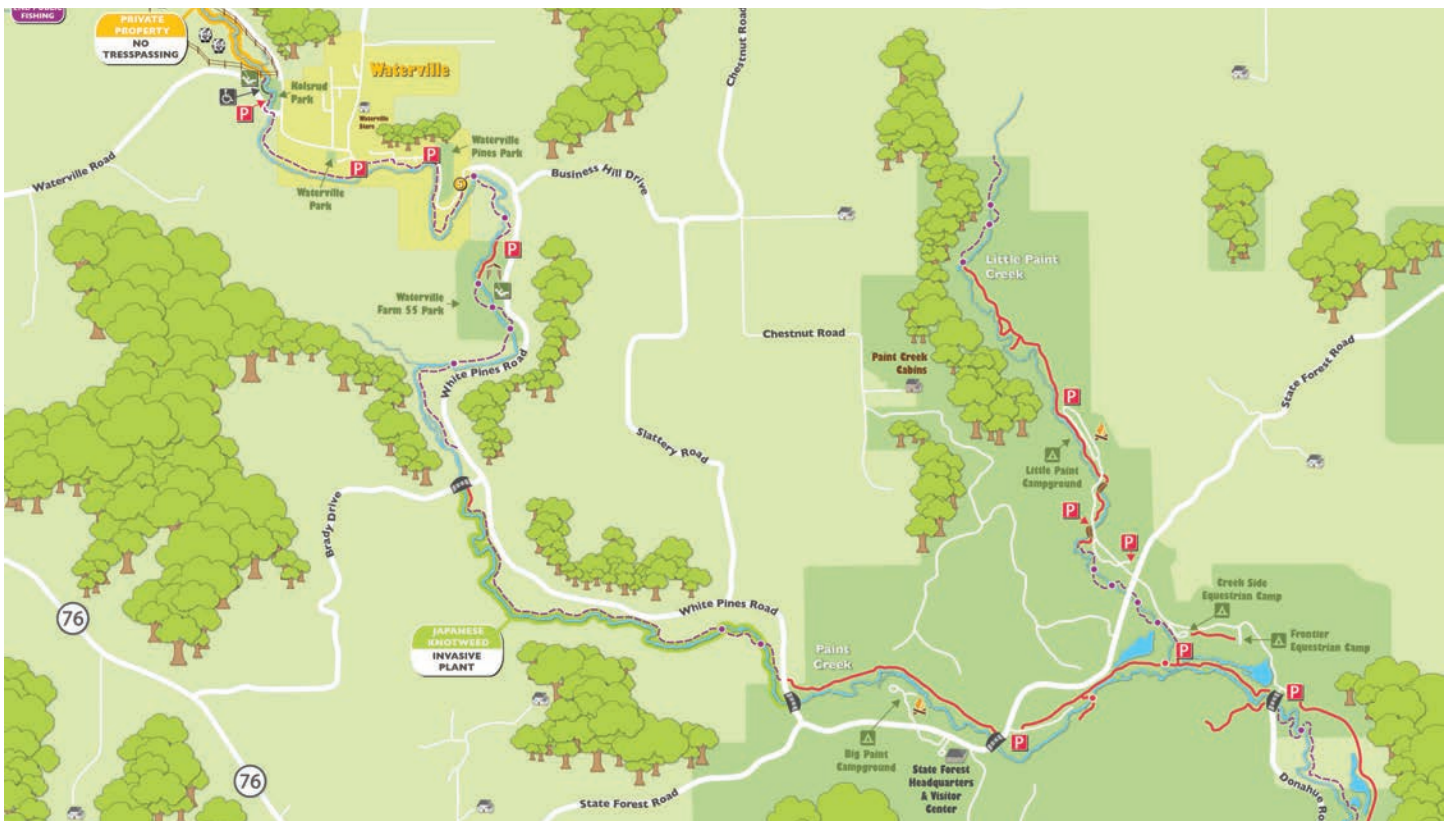 END PUBLIC
FISHING
PRIVATE
PROPERTY
NO
TRESSPASSING
Waterville
Kolsrud
Park
P
Waterville
Store
Waterville
Pines Park
P
P
Waterville Road
Waterville
Park
Chestnut Road
Business Hill Drive
P
Waterville
Farm 55 Park
White Pines Road
Little Paint
Creek
Chestnut Road
Paint Creek
Cabins
State Forest Road
P
Little Paint
Campground
Slattery Road
Brady Drive
P
P
Creek Side
Equestrian Camp
Frontier
Equestrian Camp
White Pines Road
76
JAPANESE
KNOTWEED
INVASIVE
PLANT
Paint
Creek
P
P
Big Paint
Campground
P
State Forest
Headquarters
& Visitor
Center
76
State Forest Road
Donahue Ro